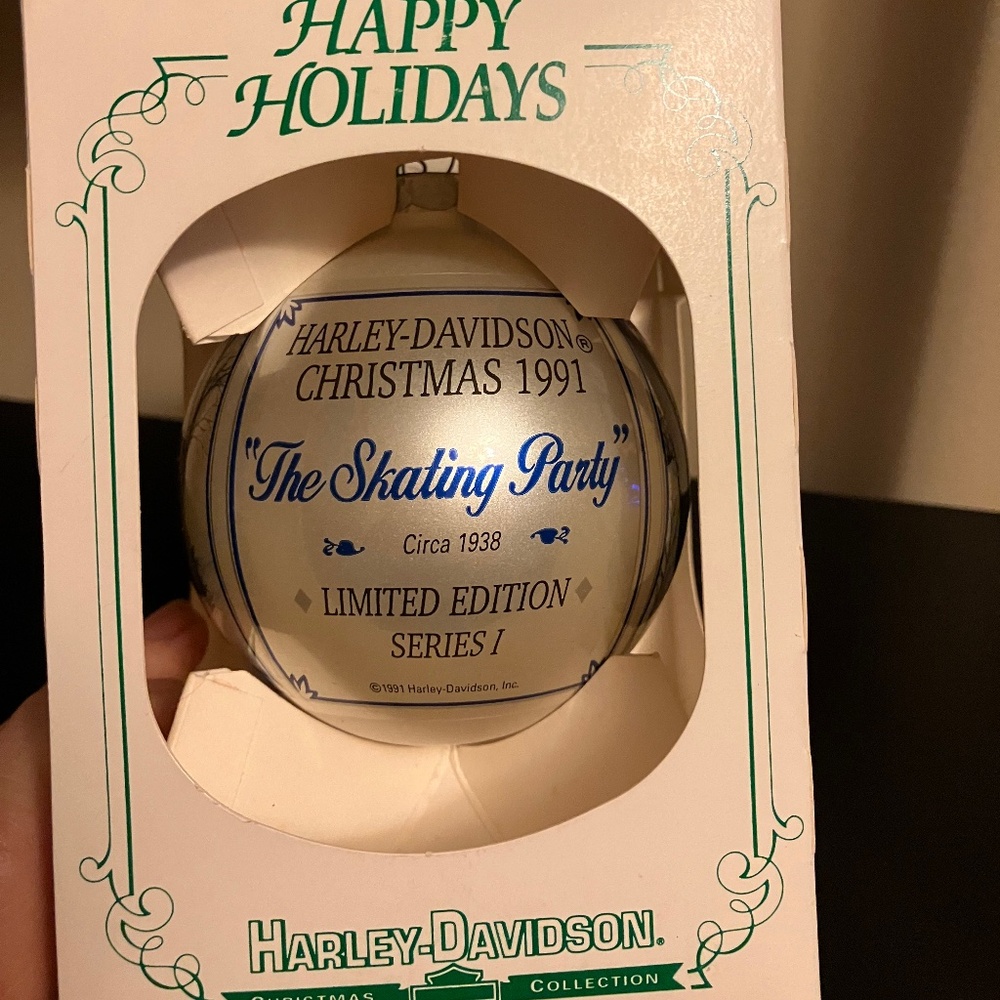 HAPPY
HOLIDAYS
HARLEY-DAVIDSON®
CHRISTMAS 1991
"The Skating Party"
Circa 1938
LIMITED EDITION
SERIES I
©1991 Harley-Davidson, Inc.
HARLEY-DAVIDSON®
CHRISTMAS COLLECTION